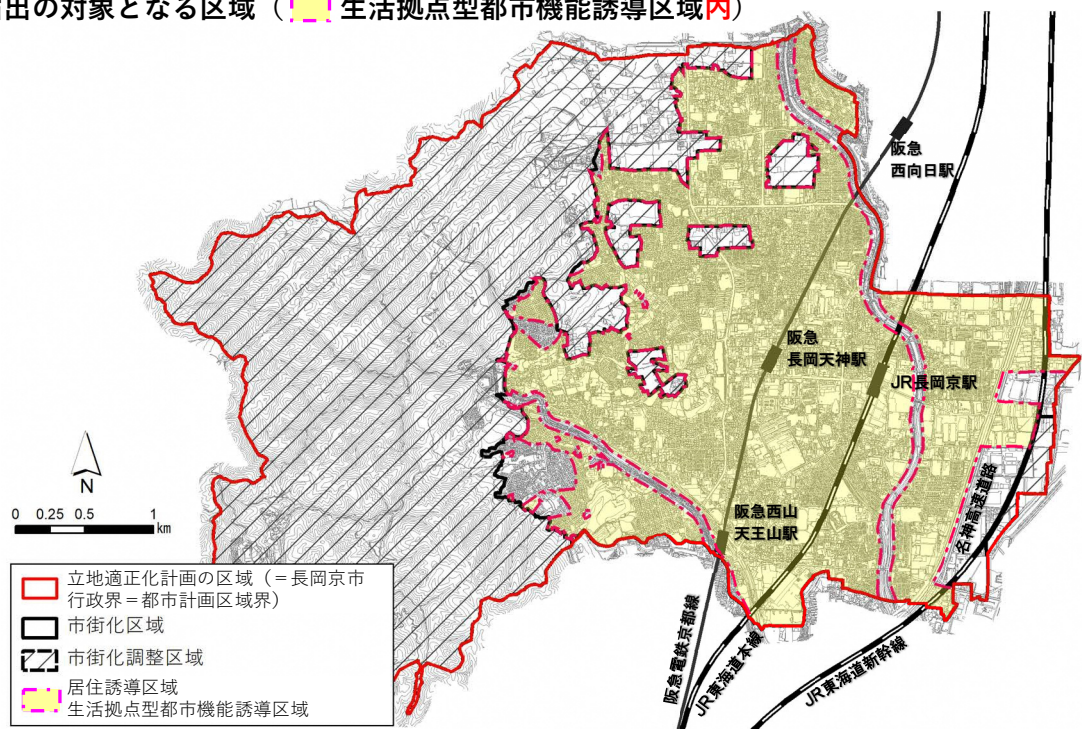 出の対象となる区域（ 生活拠点型都市機能誘導区域内）
阪急
西向日駅
阪急
長岡天神駅
JR長岡京駅
名神高速道路
阪急西山
天王山駅
阪急電鉄京都線
JR東海道本線
JR東海道新幹線
N
0 0.25 0.5 1
km
立地適正化計画の区域（=長岡京市
行政界=都市計画区域界）
市街化区域
市街化調整区域
居住誘導区域
生活拠点型都市機能誘導区域